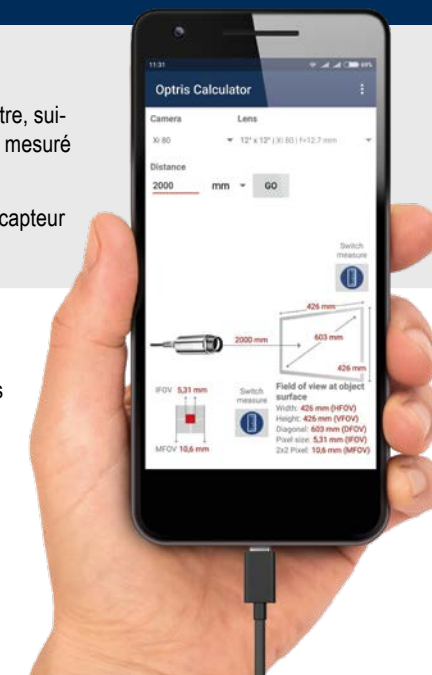 tre, sui-
mesuré
capteur
s
11:31
69%
Optris Calculator
Camera Lens
Xi 80 12° x 12° | Xi 80 | f=12,7 mm
Distance
2000 mm GO
Switch
measure
426 mm
2000 mm
603 mm
426 mm
IFOV 5,31 mm
MFOV 10,6 mm
Switch
measure
Field of view at object
surface
Width: 426 mm (HFOV)
Height: 426 mm (VFOV)
Diagonal: 603 mm (DFOV)
Pixel size: 5,31 mm (IFOV)
2x2 Pixel: 10,6 mm (MFOV)